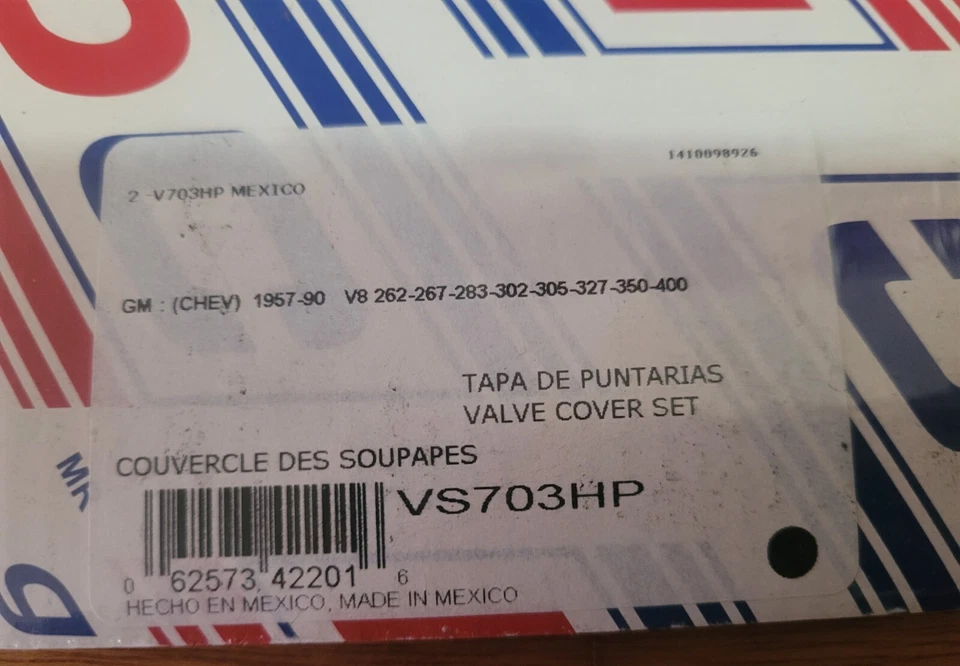 1410098926
2 -V703HP MEXICO
GM : (CHEV) 1957-90 V8 262-267-283-302-305-327-350-400
TAPA DE PUNTARIAS
VALVE COVER SET
COUVERCLE DES SOUPAPES
VS703HP
0 62573 42201 6
HECHO EN MEXICO, MADE IN MEXICO